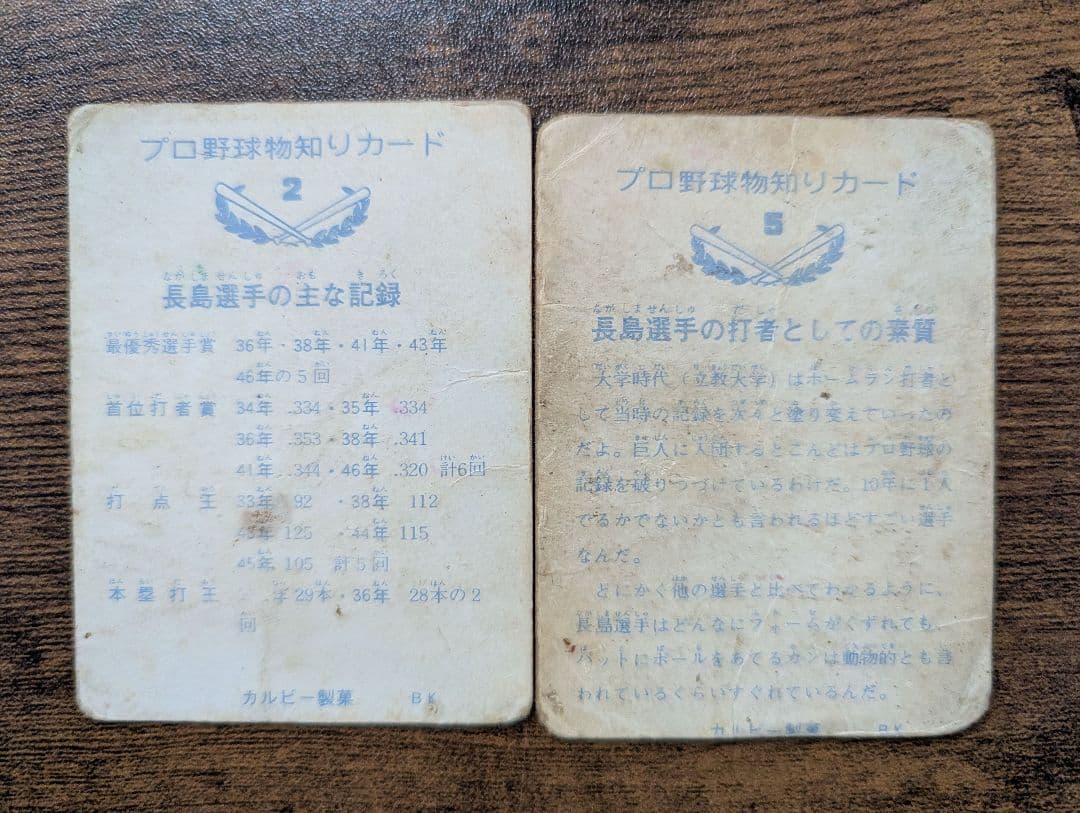 プロ野球物知りカード
2
長島選手の主な記録
最優秀選手賞 36年・38年・41年・43年
46年の5回
首位打者賞 34年 .334・35年 .334
36年 .353・38年 .341
41年 .344・46年 .320 計6回
打点王 33年 92・38年 112
43年 125・44年 115
45年 105 計5回
本塁打王 年29本・36年 28本の2
回
カルビー製菓 BK
プロ野球物知りカード
5
長島選手の打者としての素質
大学時代(立教大学)はホームラン打者と
して当時の記録を次々と塗り変えていったの
だよ。巨人に入団するとこんどはプロ野球の
記録を破りつづけているわけだ。10年に1人
でるかでないかとも言われるほどすごい選手
なんだ。
とにかく他の選手と比べてわかるように、
長島選手はどんなにフォームがくずれても、
バットにボールをあてるカンは動物的とも言
われているくらいすぐれているんだ。
カルビー製菓 BK